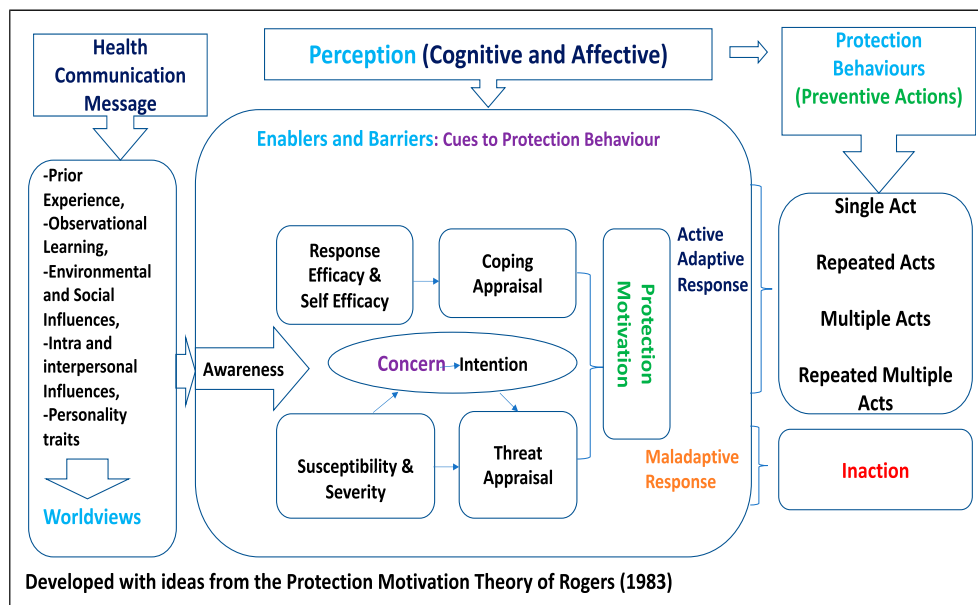 Health
Communication
Message
Perception (Cognitive and Affective)
Protection
Behaviours
(Preventive Actions)
-Prior
Experience,
-Observational
Learning,
-Environmental
and Social
Influences,
-Intra and
interpersonal
Influences,
-Personality
traits
Worldviews
Awareness
Enablers and Barriers: Cues to Protection Behaviour
Response
Efficacy &
Self Efficacy
Coping
Appraisal
Concern Intention
Susceptibility &
Severity
Threat
Appraisal
Protection
Motivation
Active
Adaptive
Response
Maladaptive
Response
Single Act
Repeated Acts
Multiple Acts
Repeated Multiple
Acts
Inaction
Developed with ideas from the Protection Motivation Theory of Rogers (1983)